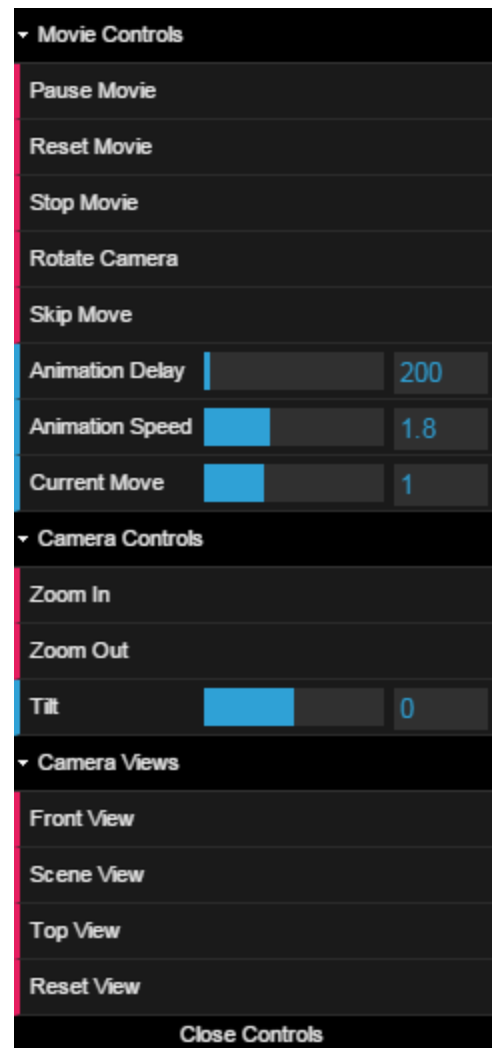 Movie Controls
Pause Movie
Reset Movie
Stop Movie
Rotate Camera
Skip Move
Animation Delay 200
Animation Speed 1.8
Current Move 1
Camera Controls
Zoom In
Zoom Out
Tilt 0
Camera Views
Front View
Scene View
Top View
Reset View
Close Controls